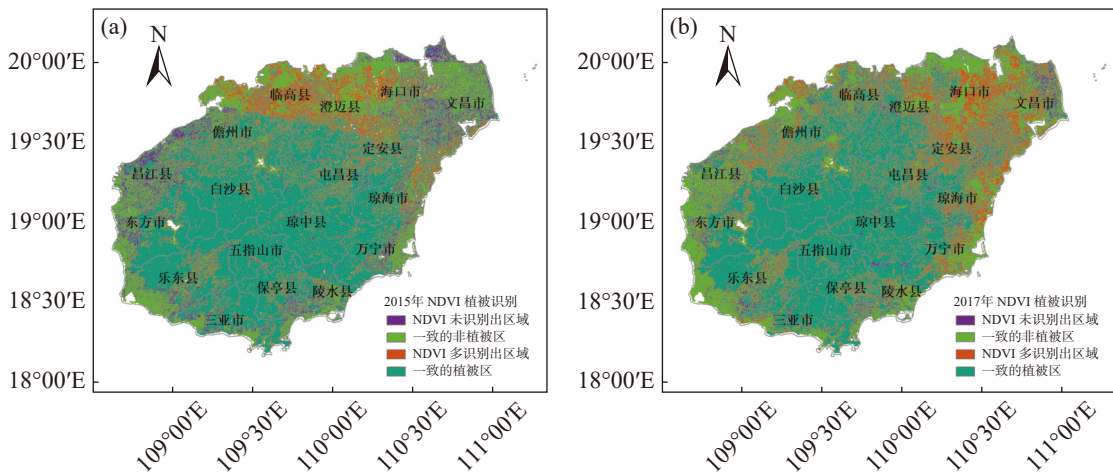 (a)
N
20°00′E
19°30′E
19°00′E
18°30′E
18°00′E
临高县
海口市
澄迈县
文昌市
儋州市
定安县
昌江县
屯昌县
白沙县
琼海市
东方市
琼中县
五指山市
万宁市
乐东县
保亭县
陵水县
三亚市
2015年 NDVI 植被识别
NDVI 未识别出区域
一致的非植被区
NDVI 多识别出区域
一致的植被区
109°00′E
109°30′E
110°00′E
110°30′E
111°00′E
(b)
N
20°00′E
19°30′E
19°00′E
18°30′E
18°00′E
临高县
海口市
澄迈县
文昌市
儋州市
定安县
昌江县
屯昌县
白沙县
琼海市
东方市
琼中县
五指山市
万宁市
乐东县
保亭县
陵水县
三亚市
2017年 NDVI 植被识别
NDVI 未识别出区域
一致的非植被区
NDVI 多识别出区域
一致的植被区
109°00′E
109°30′E
110°00′E
110°30′E
111°00′E